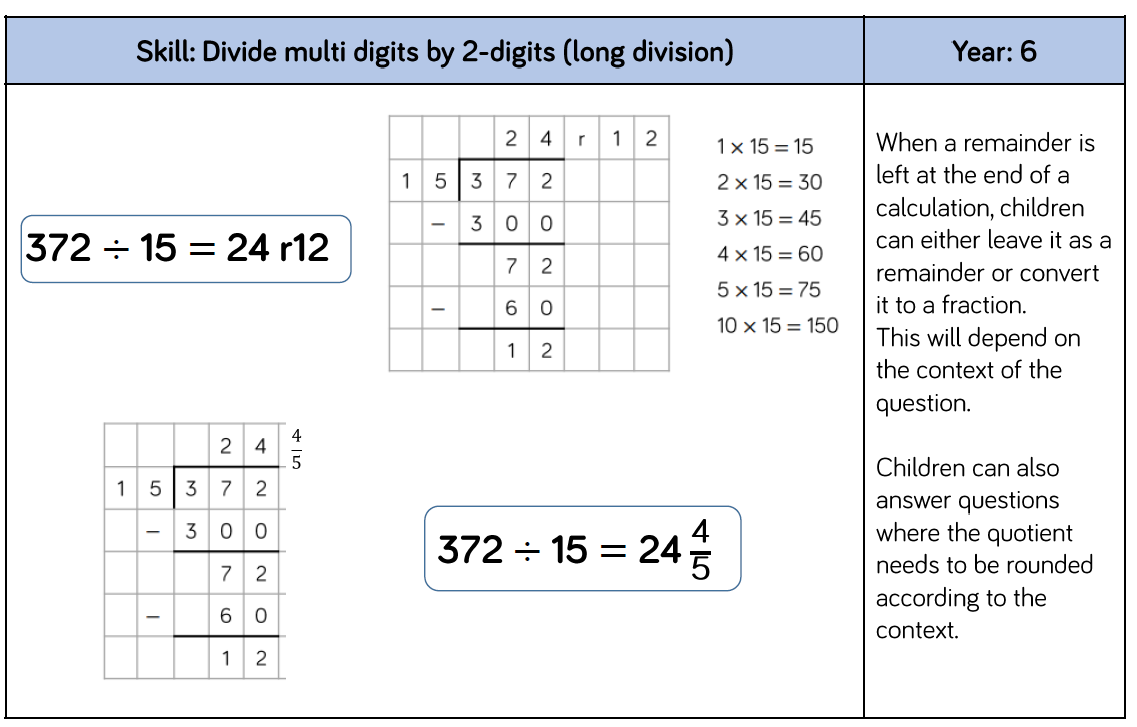 Skill: Divide multi digits by 2-digits (long division)
Year: 6
372 ÷ 15 = 24 r12
2 4 r 1 2
1 5 3 7 2
– 3 0 0
7 2
– 6 0
1 2
1 × 15 = 15
2 × 15 = 30
3 × 15 = 45
4 × 15 = 60
5 × 15 = 75
10 × 15 = 150
2 4 4/5
1 5 3 7 2
– 3 0 0
7 2
– 6 0
1 2
372 ÷ 15 = 24 4/5
When a remainder is
left at the end of a
calculation, children
can either leave it as a
remainder or convert
it to a fraction.
This will depend on
the context of the
question.
Children can also
answer questions
where the quotient
needs to be rounded
according to the
context.